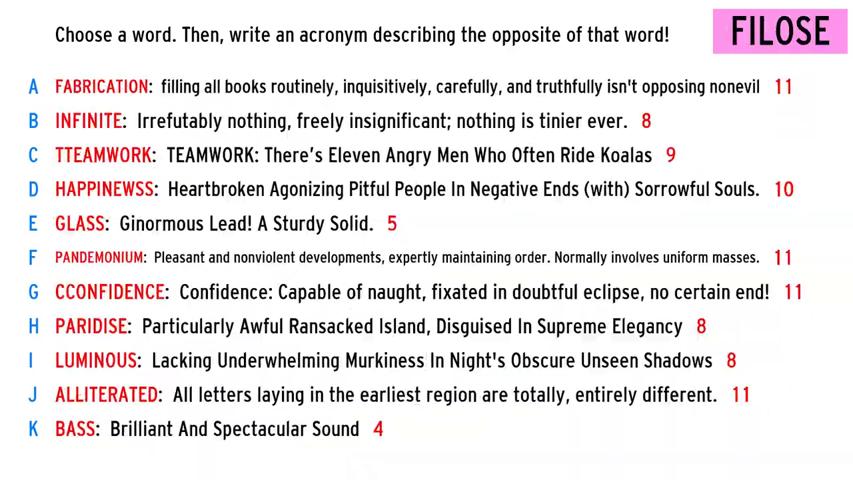 Choose a word. Then, write an acronym describing the opposite of that word!
FILOSE
A FABRICATION: filling all books routinely, inquisitively, carefully, and truthfully isn't opposing nonevil 11
B INFINITE: Irrefutably nothing, freely insignificant; nothing is tinier ever. 8
C TTEAMWORK: TEAMWORK: There's Eleven Angry Men Who Often Ride Koalas 9
D HAPPINEWSS: Heartbroken Agonizing Pitful People In Negative Ends (with) Sorrowful Souls. 10
E GLASS: Ginormous Lead! A Sturdy Solid. 5
F PANDEMONIUM: Pleasant and nonviolent developments, expertly maintaining order. Normally involves uniform masses. 11
G CCONFIDENCE: Confidence: Capable of naught, fixated in doubtful eclipse, no certain end! 11
H PARIDISE: Particularly Awful Ransacked Island, Disguised In Supreme Elegancy 8
I LUMINOUS: Lacking Underwhelming Murkiness In Night's Obscure Unseen Shadows 8
J ALLITERATED: All letters laying in the earliest region are totally, entirely different. 11
K BASS: Brilliant And Spectacular Sound 4